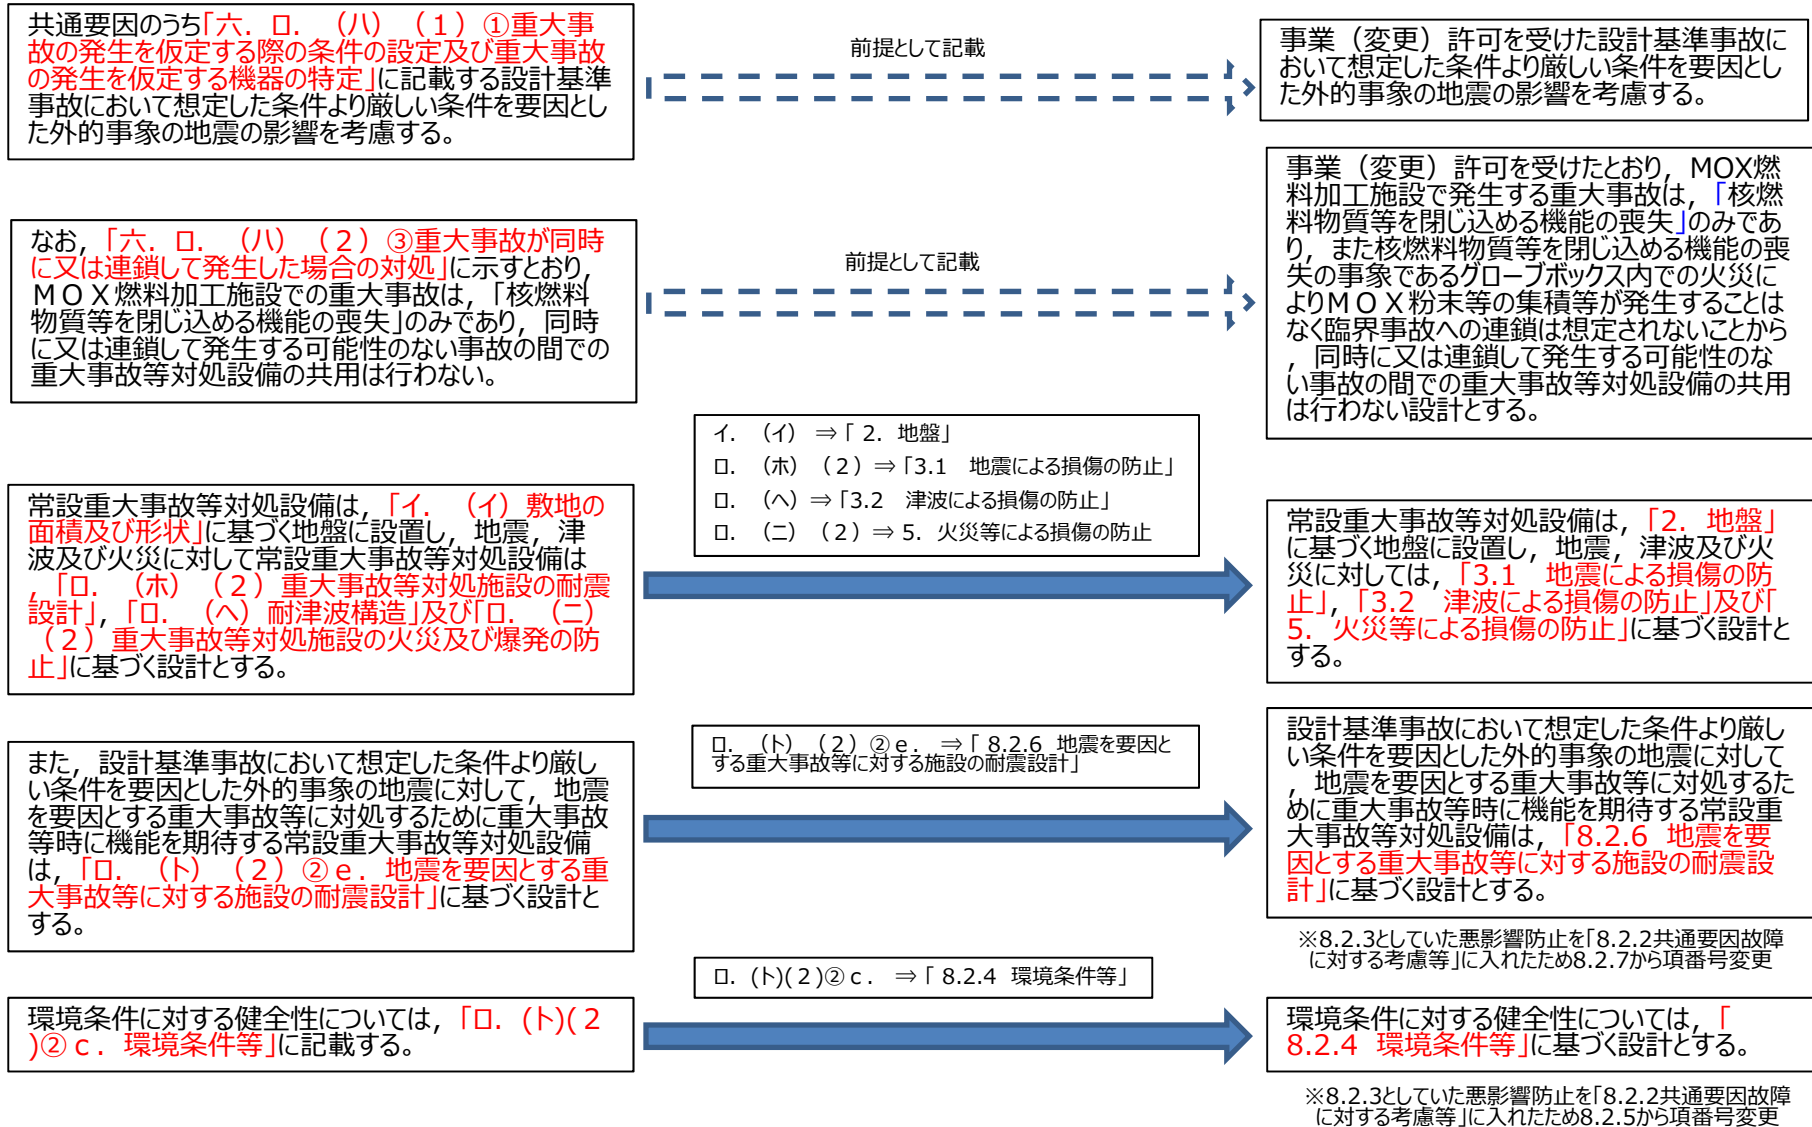 共通要因のうち「六．ロ．（ハ）（１）①重大事
故の発生を仮定する際の条件の設定及び重大事故
の発生を仮定する機器の特定」に記載する設計基準
事故において想定した条件より厳しい条件を要因とし
た外的事象の地震の影響を考慮する。
前提として記載
事業（変更）許可を受けた設計基準事故に
おいて想定した条件より厳しい条件を要因とし
た外的事象の地震の影響を考慮する。
なお，「六．ロ．（ハ）（２）③重大事故が同時
に又は連鎖して発生した場合の対処」に示すとおり，
ＭＯＸ燃料加工施設での重大事故は，「核燃料
物質等を閉じ込める機能の喪失」のみであり，同時
に又は連鎖して発生する可能性のない事故の間での
重大事故等対処設備の共用は行わない。
前提として記載
事業（変更）許可を受けたとおり，MOX燃
料加工施設で発生する重大事故は，「核燃
料物質等を閉じ込める機能の喪失」のみであ
り，また核燃料物質等を閉じ込める機能の喪
失の事象であるグローブボックス内での火災に
よりＭＯＸ粉末等の集積等が発生することは
なく臨界事故への連鎖は想定されないことから
，同時に又は連鎖して発生する可能性のな
い事故の間での重大事故等対処設備の共用
は行わない設計とする。
イ．（イ）⇒「 2．地盤」
ロ．（ホ）（２）⇒「3.1　地震による損傷の防止」
ロ．（ヘ）⇒「3.2　津波による損傷の防止」
ロ．（ニ）（２）⇒ 5．火災等による損傷の防止
常設重大事故等対処設備は，「イ．（イ）敷地の
面積及び形状」に基づく地盤に設置し，地震，津
波及び火災に対して常設重大事故等対処設備は
，「ロ．（ホ）（２）重大事故等対処施設の耐震
設計」，「ロ．（ヘ）耐津波構造」及び「ロ．（ニ）
（２）重大事故等対処施設の火災及び爆発の防
止」に基づく設計とする。
常設重大事故等対処設備は，「2．地盤」
に基づく地盤に設置し，地震，津波及び火
災に対しては，「3.1　地震による損傷の防
止」，「3.2　津波による損傷の防止」及び「
5．火災等による損傷の防止」に基づく設計と
する。
また，設計基準事故において想定した条件より厳し
い条件を要因とした外的事象の地震に対して，地震
を要因とする重大事故等に対処するために重大事故
等時に機能を期待する常設重大事故等対処設備
は，「ロ．（ト）（２）②ｅ．地震を要因とする重
大事故等に対する施設の耐震設計」に基づく設計と
する。
ロ．（ト）（２）②ｅ．⇒「 8.2.6 地震を要因と
する重大事故等に対する施設の耐震設計」
設計基準事故において想定した条件より厳し
い条件を要因とした外的事象の地震に対して
，地震を要因とする重大事故等に対処するた
めに重大事故等時に機能を期待する常設重
大事故等対処設備は，「8.2.6 地震を要
因とする重大事故等に対する施設の耐震設
計」に基づく設計とする。
※8.2.3としていた悪影響防止を「8.2.2共通要因故障
に対する考慮等」に入れたため8.2.7から項番号変更
ロ．(ト)(２)②ｃ．⇒「 8.2.4 環境条件等」
環境条件に対する健全性については，「ロ．(ト)(２
)②ｃ．環境条件等」に記載する。
環境条件に対する健全性については，「
8.2.4 環境条件等」に基づく設計とする。
※8.2.3としていた悪影響防止を「8.2.2共通要因故障
に対する考慮等」に入れたため8.2.5から項番号変更